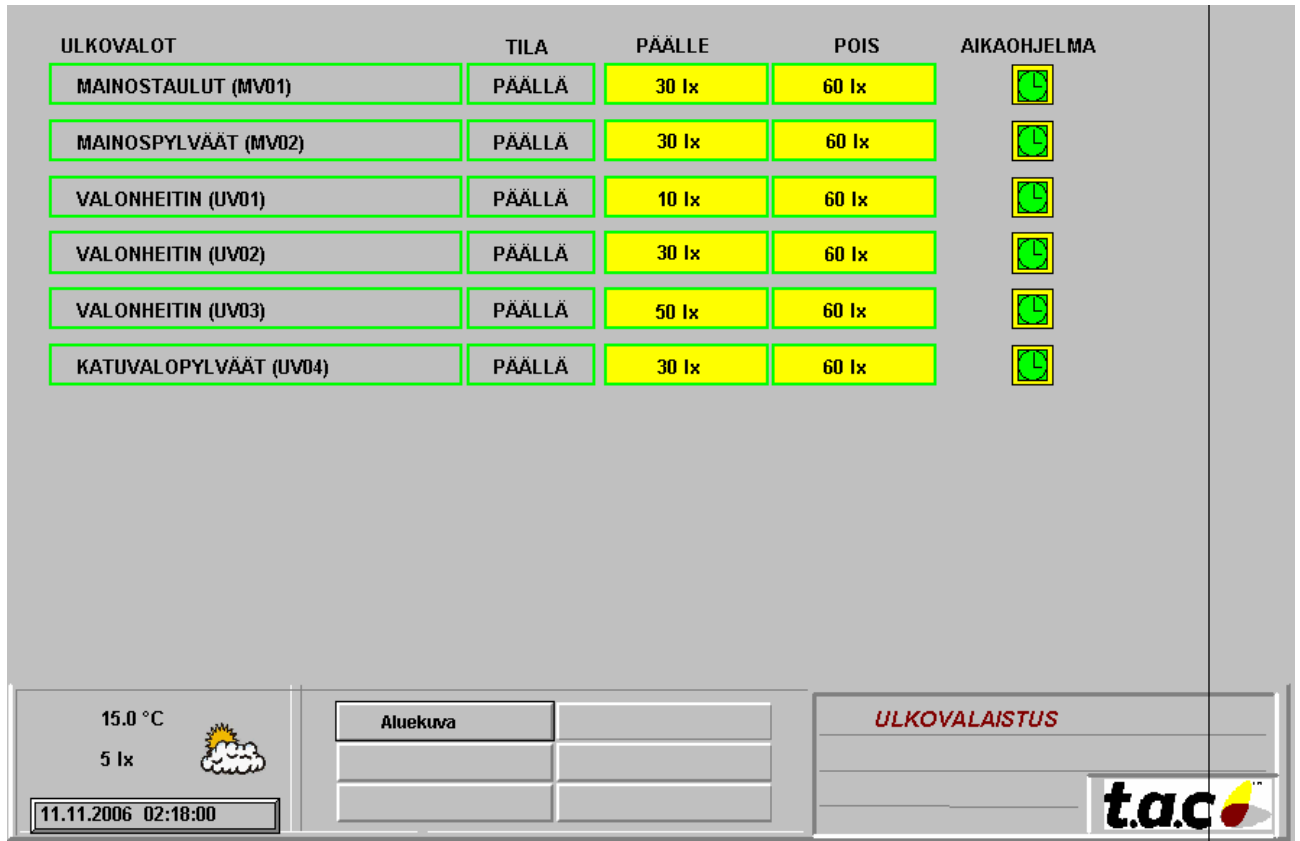 ULKOVALOT TILA PÄÄLLE POIS AIKAOHJELMA
MAINOSTAULUT (MV01) PÄÄLLÄ 30 lx 60 lx
MAINOSPYLVÄÄT (MV02) PÄÄLLÄ 30 lx 60 lx
VALONHEITIN (UV01) PÄÄLLÄ 10 lx 60 lx
VALONHEITIN (UV02) PÄÄLLÄ 30 lx 60 lx
VALONHEITIN (UV03) PÄÄLLÄ 50 lx 60 lx
KATUVALOPYLVÄÄT (UV04) PÄÄLLÄ 30 lx 60 lx
15.0 °C
5 lx
11.11.2006 02:18:00
Aluekuva
ULKOVALAISTUS
t.a.c ™